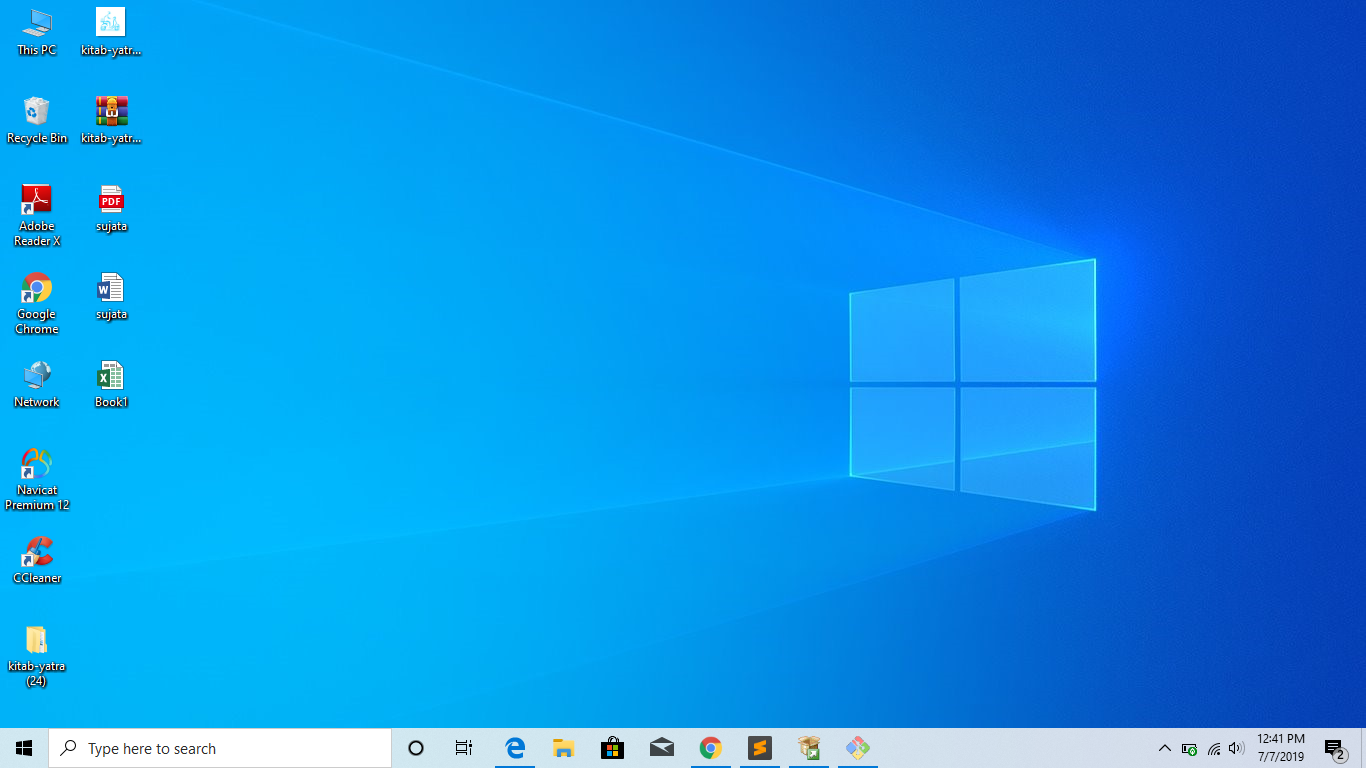 This PC
kitab-yatr...
Recycle Bin
kitab-yatr...
Adobe
Reader X
PDF
sujata
Google
Chrome
W
sujata
Network
X
Book1
Navicat
Premium 12
CCleaner
kitab-yatra
(24)
Type here to search
12:41 PM
7/7/2019
2